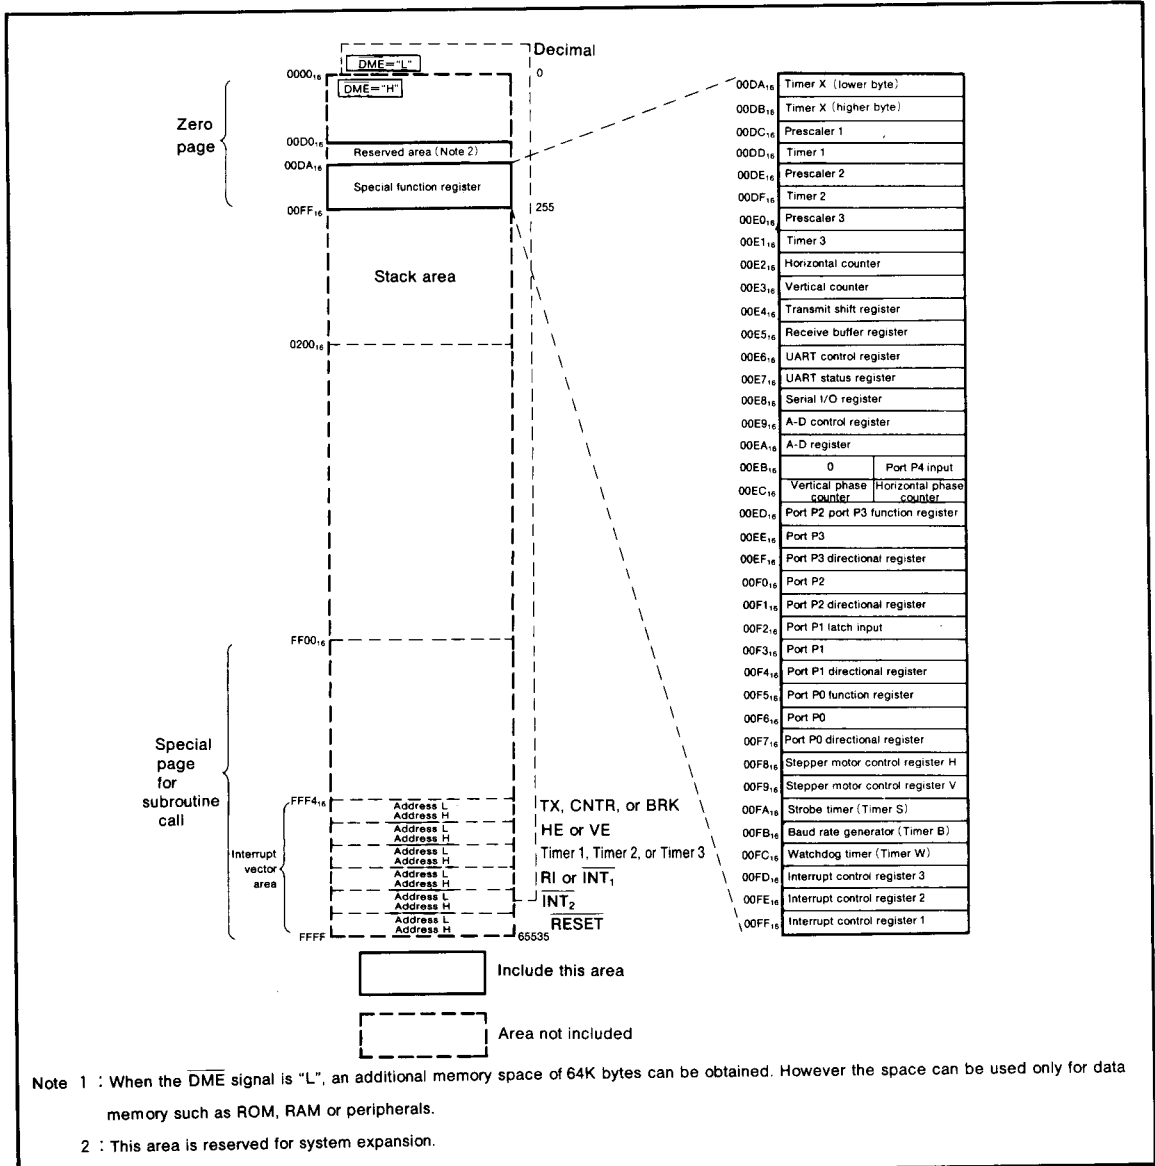 Decimal
DME="L"
0000₁₆
0
DME="H"
Zero
page
00D0₁₆
Reserved area (Note 2)
00DA₁₆
Special function register
00FF₁₆
255
Stack area
0200₁₆
FF00₁₆
Special
page
for
subroutine
call
FFF4₁₆
Interrupt
vector
area
Address L
Address H
TX, CNTR, or BRK
Address L
Address H
HE or VE
Address L
Address H
Timer 1, Timer 2, or Timer 3
Address L
Address H
RI or INT₁
Address L
Address H
INT₂
Address L
Address H
RESET
FFFF
65535
00DA₁₆ Timer X (lower byte)
00DB₁₆ Timer X (higher byte)
00DC₁₆ Prescaler 1
00DD₁₆ Timer 1
00DE₁₆ Prescaler 2
00DF₁₆ Timer 2
00E0₁₆ Prescaler 3
00E1₁₆ Timer 3
00E2₁₆ Horizontal counter
00E3₁₆ Vertical counter
00E4₁₆ Transmit shift register
00E5₁₆ Receive buffer register
00E6₁₆ UART control register
00E7₁₆ UART status register
00E8₁₆ Serial I/O register
00E9₁₆ A-D control register
00EA₁₆ A-D register
00EB₁₆ 0 Port P4 input
00EC₁₆ Vertical phase counter Horizontal phase counter
00ED₁₆ Port P2 port P3 function register
00EE₁₆ Port P3
00EF₁₆ Port P3 directional register
00F0₁₆ Port P2
00F1₁₆ Port P2 directional register
00F2₁₆ Port P1 latch input
00F3₁₆ Port P1
00F4₁₆ Port P1 directional register
00F5₁₆ Port P0 function register
00F6₁₆ Port P0
00F7₁₆ Port P0 directional register
00F8₁₆ Stepper motor control register H
00F9₁₆ Stepper motor control register V
00FA₁₆ Strobe timer (Timer S)
00FB₁₆ Baud rate generator (Timer B)
00FC₁₆ Watchdog timer (Timer W)
00FD₁₆ Interrupt control register 3
00FE₁₆ Interrupt control register 2
00FF₁₆ Interrupt control register 1
Include this area
Area not included
Note 1 : When the DME signal is "L", an additional memory space of 64K bytes can be obtained. However the space can be used only for data
memory such as ROM, RAM or peripherals.
2 : This area is reserved for system expansion.